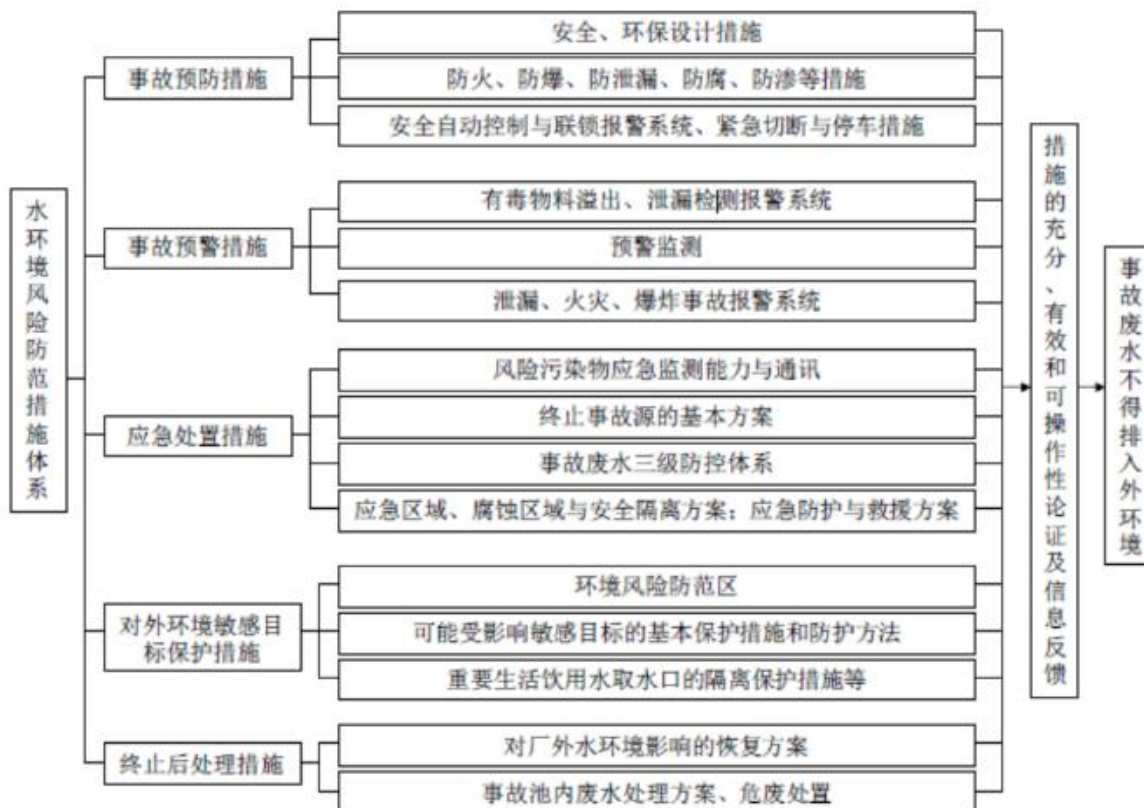 水环境风险防范措施体系
事故预防措施
安全、环保设计措施
防火、防爆、防泄漏、防腐、防渗等措施
安全自动控制与联锁报警系统、紧急切断与停车措施
事故预警措施
有毒物料溢出、泄漏检测报警系统
预警监测
泄漏、火灾、爆炸事故报警系统
应急处置措施
风险污染物应急监测能力与通讯
终止事故源的基本方案
事故废水三级防控体系
应急区域、腐蚀区域与安全隔离方案；应急防护与救援方案
对外环境敏感目
标保护措施
环境风险防范区
可能受影响敏感目标的基本保护措施和防护方法
重要生活饮用水取水口的隔离保护措施等
终止后处理措施
对厂外水环境影响的恢复方案
事故池内废水处理方案、危废处置
措施的充分、有效和可操作性论证及信息反馈
事故废水不得排入外环境